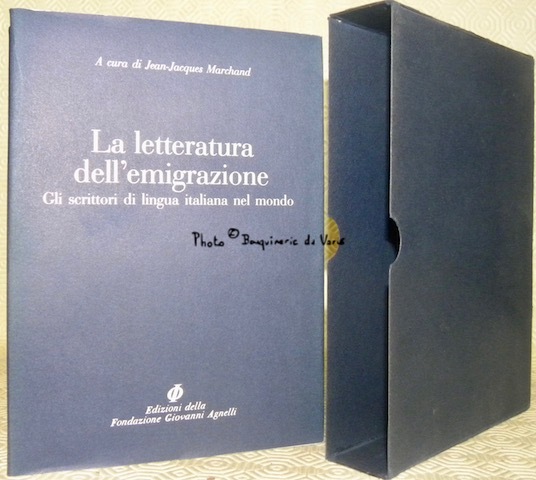 A cura di Jean-Jacques Marchand
La letteratura
dell'emigrazione
Gli scrittori di lingua italiana nel mondo
Photo © Bouquinerie du Varis
Edizioni della
Fondazione Giovanni Agnelli